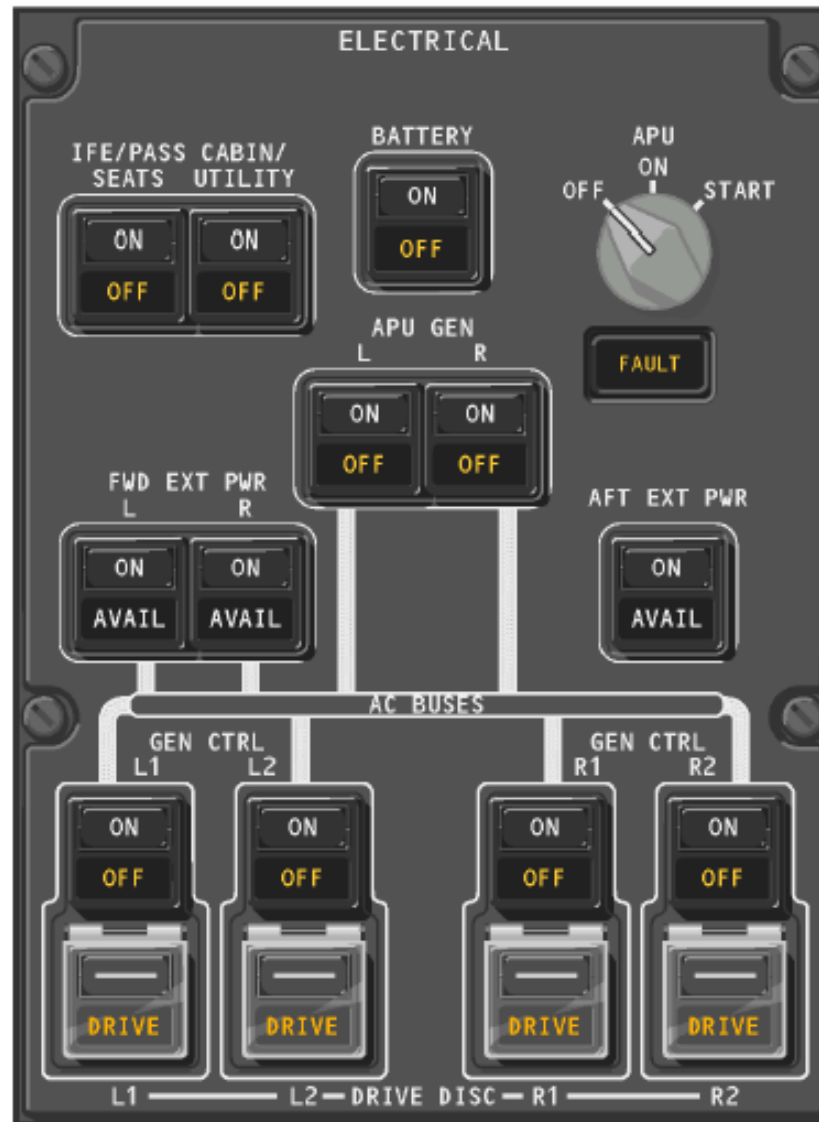 ELECTRICAL
IFE/PASS CABIN/
SEATS UTILITY
ON ON
OFF OFF
BATTERY
ON
OFF
APU
ON
OFF START
FAULT
APU GEN
L R
ON ON
OFF OFF
FWD EXT PWR
L R
ON ON
AVAIL AVAIL
AFT EXT PWR
ON
AVAIL
AC BUSES
GEN CTRL GEN CTRL
L1 L2 R1 R2
ON ON ON ON
OFF OFF OFF OFF
DRIVE DRIVE DRIVE DRIVE
L1 L2 DRIVE DISC R1 R2